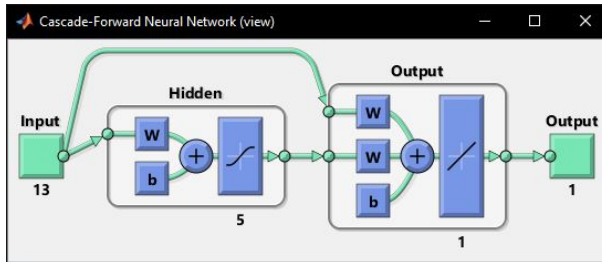 Cascade-Forward Neural Network (view)
Input
13
Hidden
W
b
+
5
Output
W
W
b
+
1
Output
1